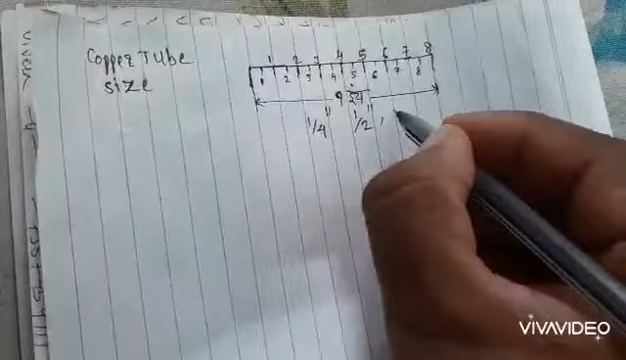 Copper Tube
size
1 2 3 4 5 6 7 8
1 2 3 4 5 6 7 8
1/4" 1/2"
VIVAVIDEO